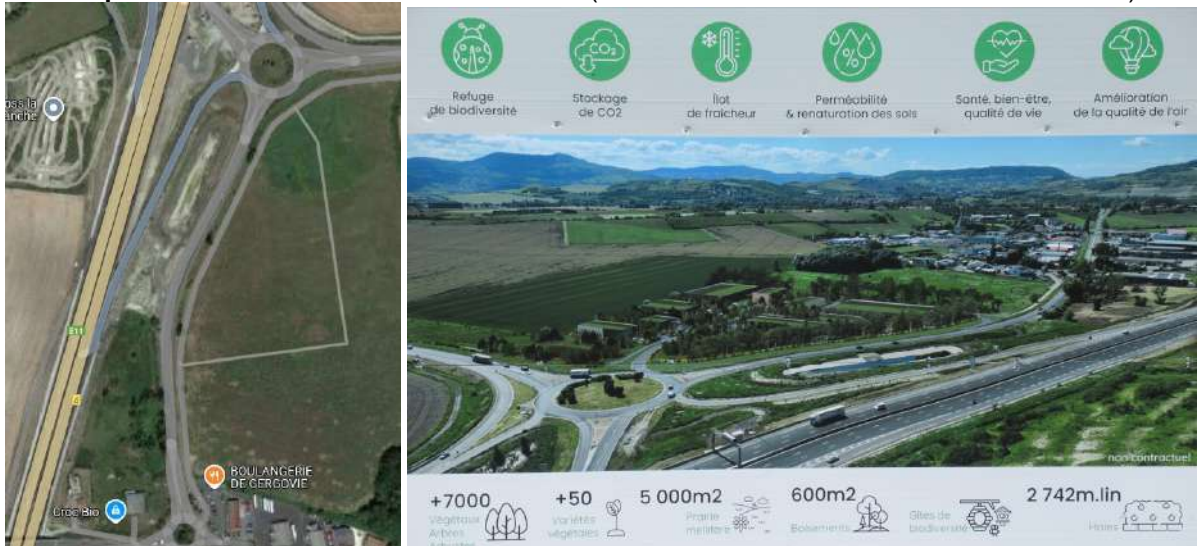 E11
BOULANGERIE
DE GERGOVIE
Croc Bio
Refuge
de biodiversité
Stockage
de CO2
Îlot
de fraîcheur
Perméabilité
& renaturation des sols
Santé, bien-être,
qualité de vie
Amélioration
de la qualité de l'air
CO2
non contractuel
+7000
Végétaux
Arbres
+50
Variétés
végétales
5 000m2
Prairie
mellifère
600m2
Boisements
Gîtes de
biodiversité
2 742m.lin
Haies